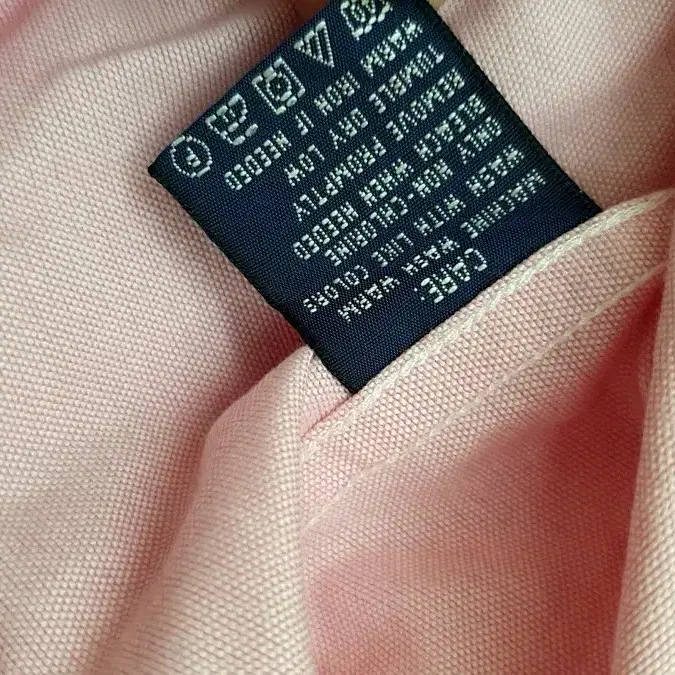 CARE:
MACHINE WASH WARM
WASH WITH LIKE COLORS
ONLY NON-CHLORINE
BLEACH WHEN NEEDED
REMOVE PROMPTLY
TUMBLE DRY LOW
WARM IRON IF NEEDED
P